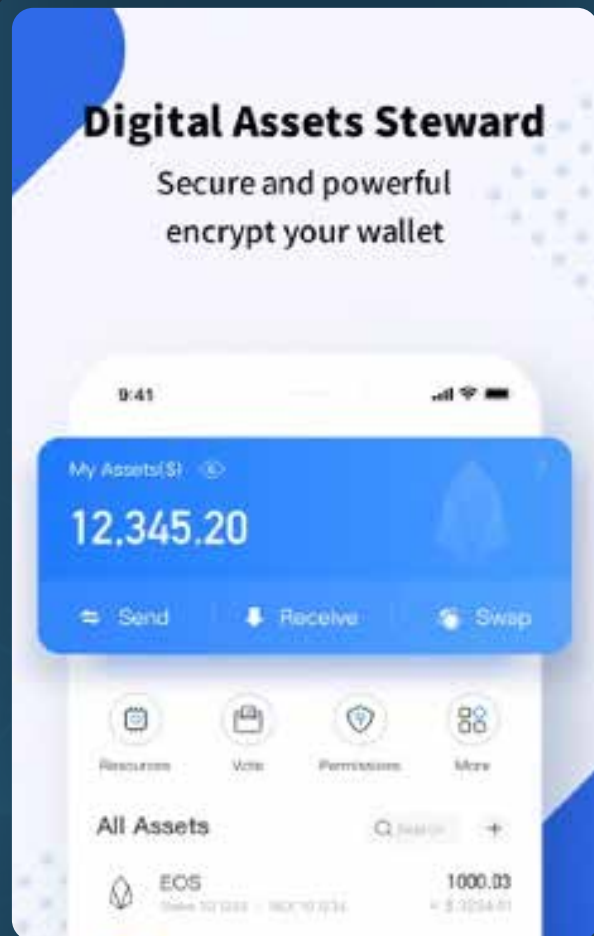 Digital Assets Steward
Secure and powerful
encrypt your wallet
9:41
My Assets($)
12,345.20
Send Receive Swap
Resources Vote Permissions More
All Assets Search +
EOS 1000.03